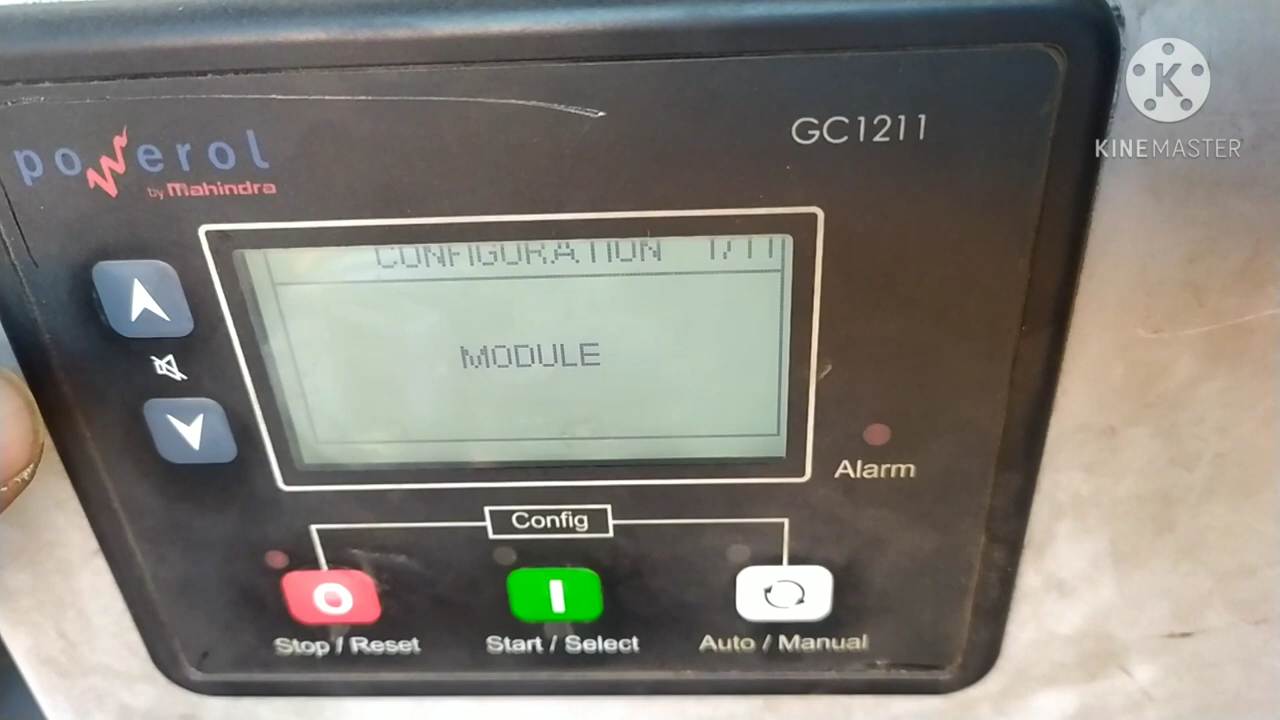 GC1211
powerol
by Mahindra
K
KINEMASTER
CONFIGURATION 1/11
MODULE
Alarm
Config
Stop / Reset
Start / Select
Auto / Manual